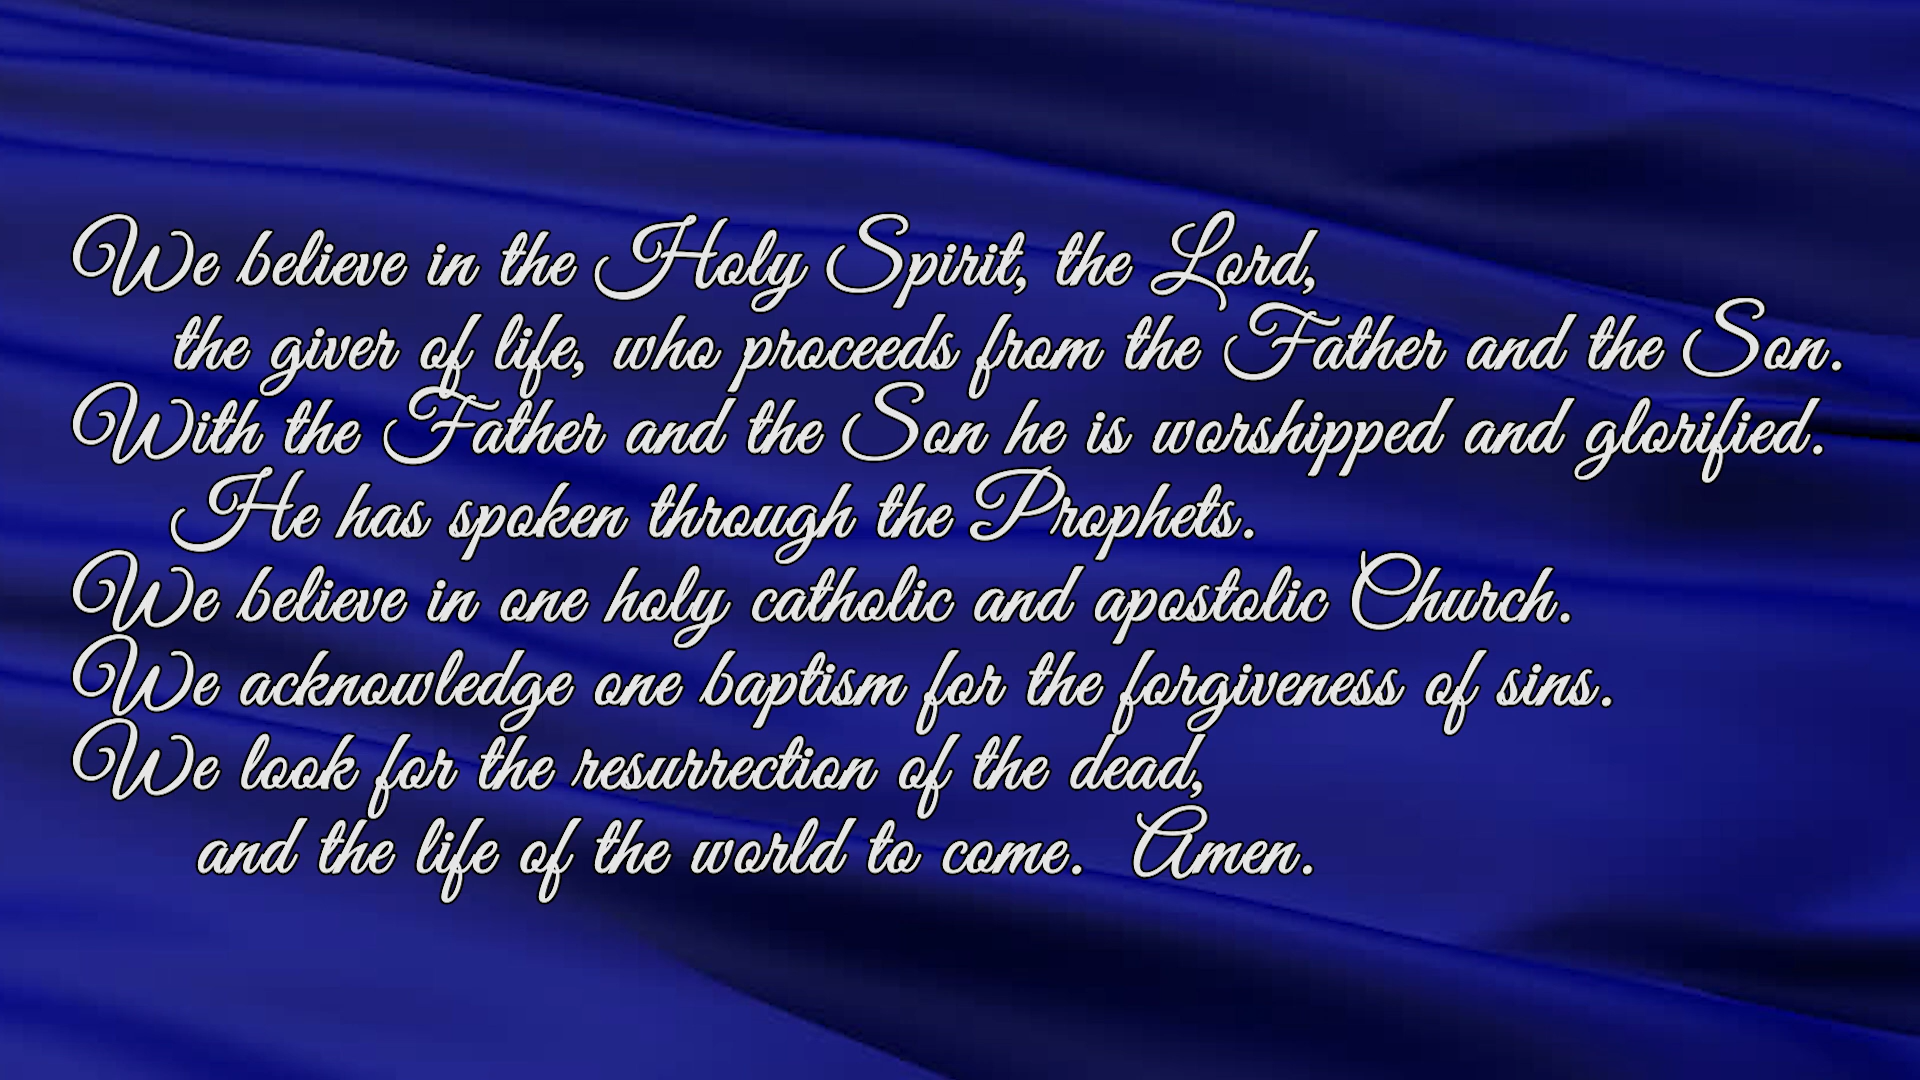 We believe in the Holy Spirit, the Lord,
the giver of life, who proceeds from the Father and the Son.
With the Father and the Son he is worshipped and glorified.
He has spoken through the Prophets.
We believe in one holy catholic and apostolic Church.
We acknowledge one baptism for the forgiveness of sins.
We look for the resurrection of the dead,
and the life of the world to come. Amen.